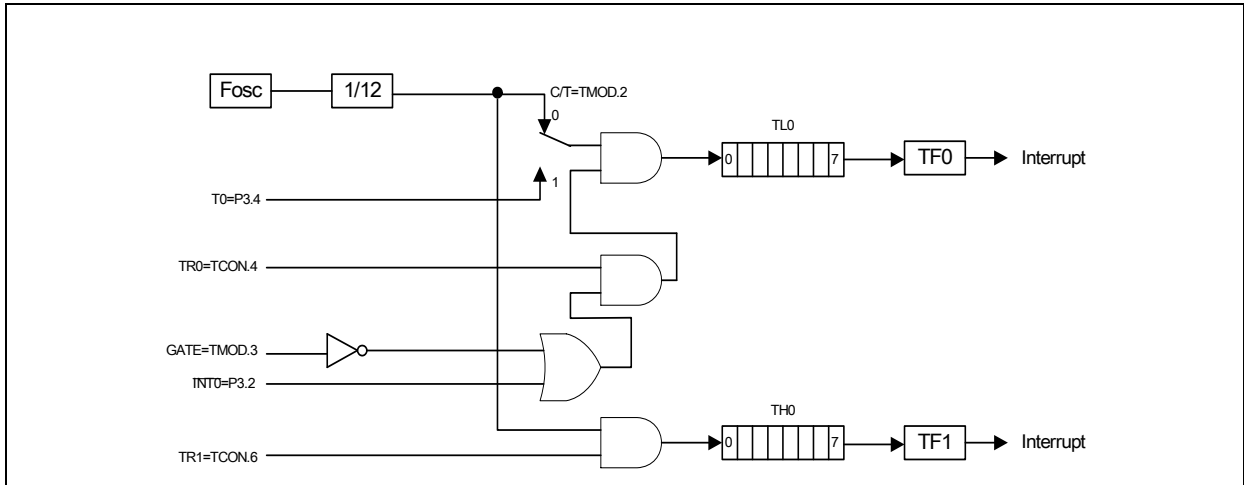 Fosc
1/12
C/T=TMOD.2
0
TL0
0
7
TF0
Interrupt
1
T0=P3.4
TR0=TCON.4
GATE=TMOD.3
INT0=P3.2
TH0
0
7
TF1
Interrupt
TR1=TCON.6